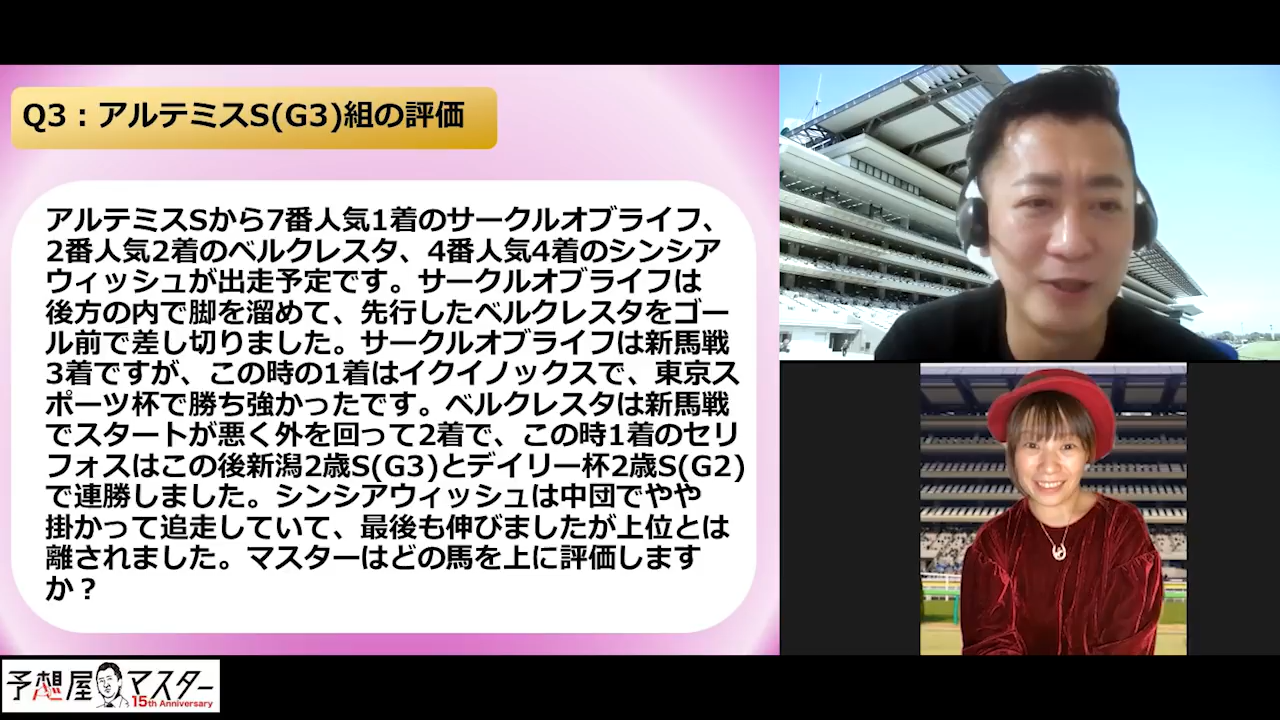 Q3：アルテミスS(G3)組の評価
アルテミスSから7番人気1着のサークルオブライフ、
2番人気2着のベルクレスタ、4番人気4着のシンシア
ウィッシュが出走予定です。サークルオブライフは
後方の内で脚を溜めて、先行したベルクレスタをゴー
ル前で差し切りました。サークルオブライフは新馬戦
3着ですが、この時の1着はイクイノックスで、東京ス
ポーツ杯で勝ち強かったです。ベルクレスタは新馬戦
でスタートが悪く外を回って2着で、この時1着のセリ
フォスはこの後新潟2歳S(G3)とデイリー杯2歳S(G2)
で連勝しました。シンシアウィッシュは中団でやや
掛かって追走していて、最後も伸びましたが上位とは
離されました。マスターはどの馬を上に評価します
か？
予想屋マスター
15th Anniversary